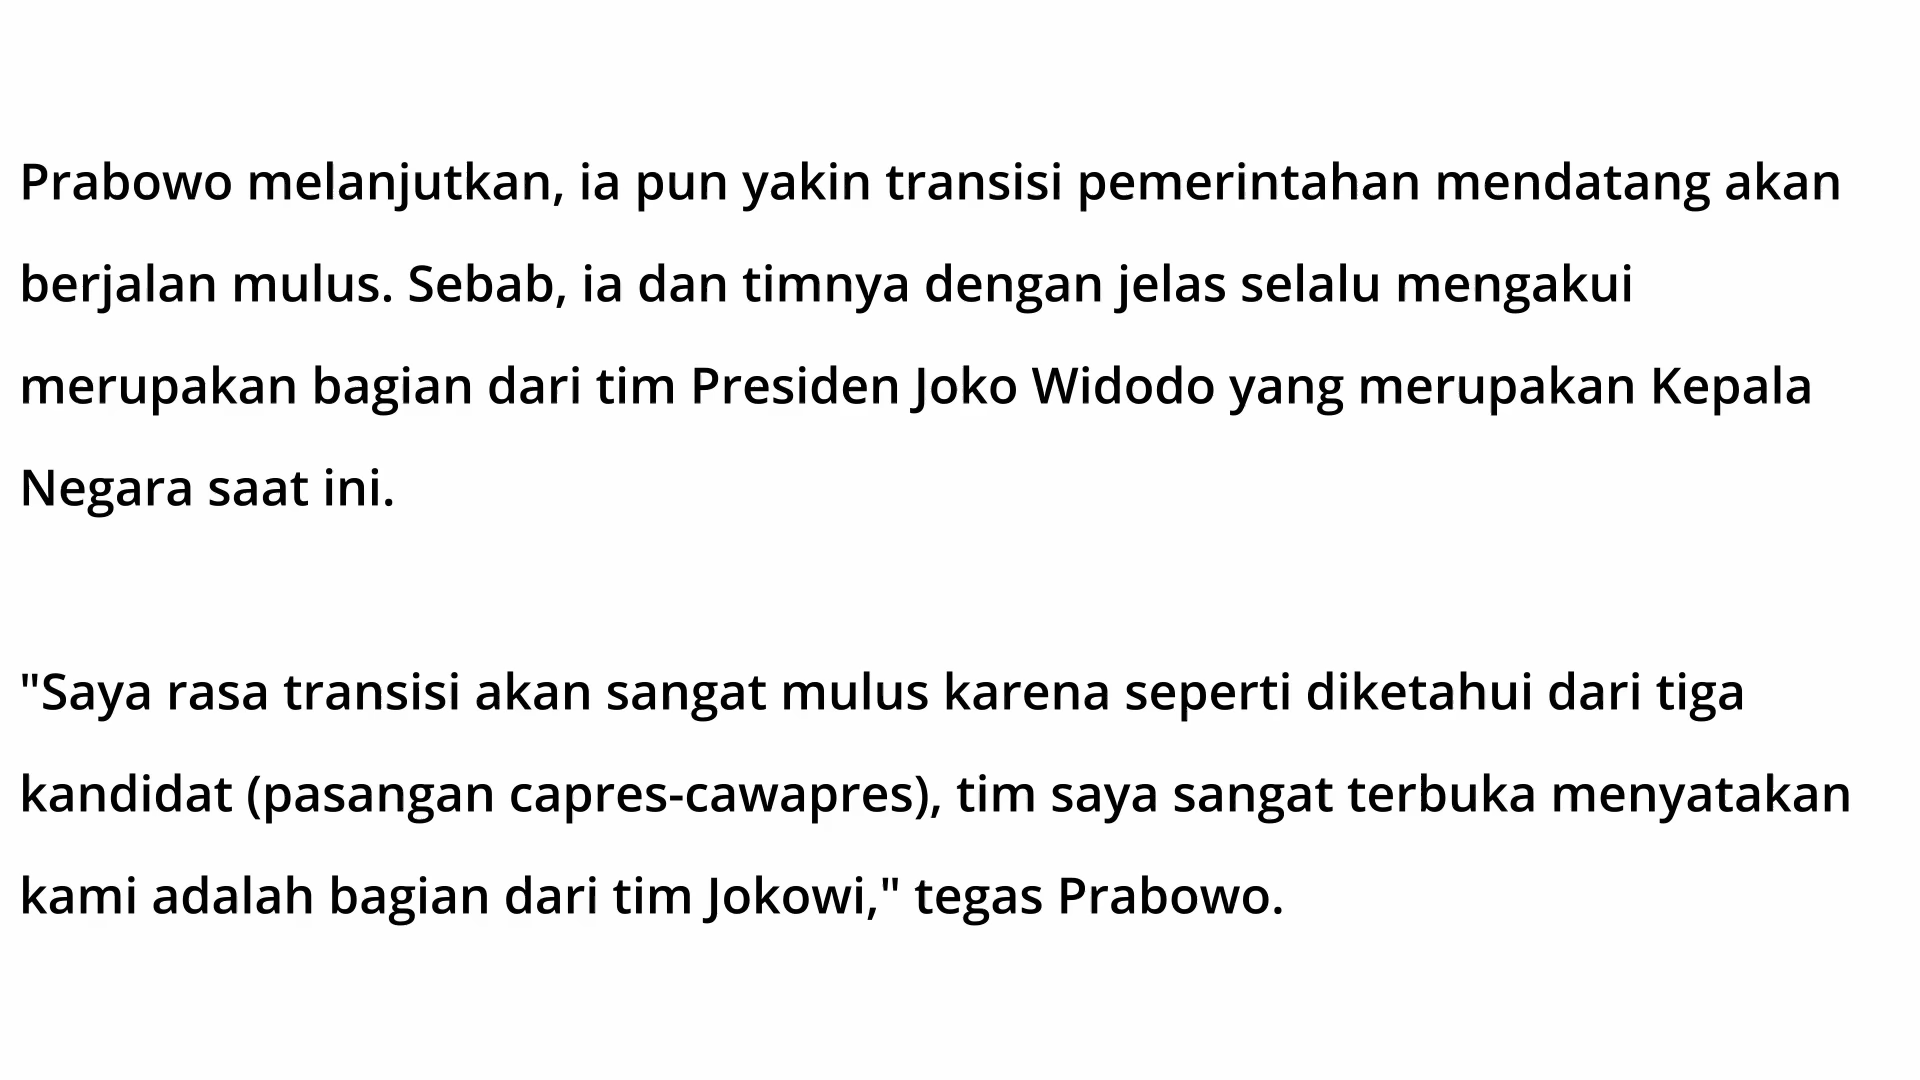 Prabowo melanjutkan, ia pun yakin transisi pemerintahan mendatang akan
berjalan mulus. Sebab, ia dan timnya dengan jelas selalu mengakui
merupakan bagian dari tim Presiden Joko Widodo yang merupakan Kepala
Negara saat ini.
"Saya rasa transisi akan sangat mulus karena seperti diketahui dari tiga
kandidat (pasangan capres-cawapres), tim saya sangat terbuka menyatakan
kami adalah bagian dari tim Jokowi," tegas Prabowo.